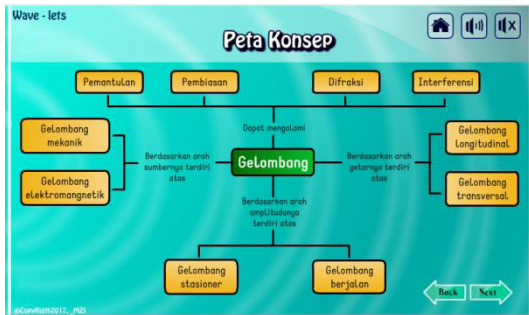 Wave - lets
Peta Konsep
Pemantulan
Pembiasan
Difraksi
Interferensi
Dapat mengalami
Gelombang
mekanik
Gelombang
elektromangnetik
Berdasarkan arah
sumbernya terdiri
atas
Gelombang
Berdasarkan arah
getarnya terdiri
atas
Gelombang
longitudinal
Gelombang
transversal
Berdasarkan arah
amplitudonya
terdiri atas
Gelombang
stasioner
Gelombang
berjalan
Back
Next